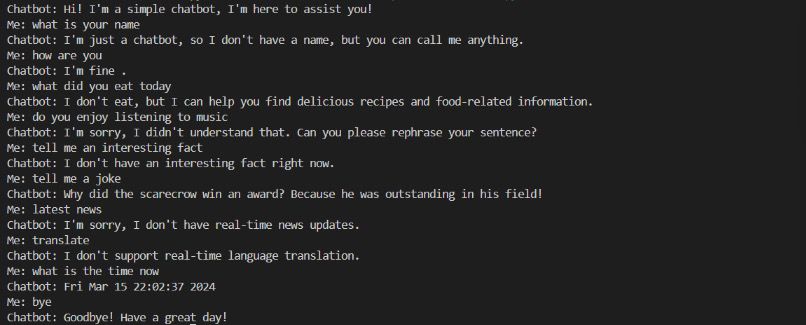 Chatbot: Hi! I'm a simple chatbot, I'm here to assist you!
Me: what is your name
Chatbot: I'm just a chatbot, so I don't have a name, but you can call me anything.
Me: how are you
Chatbot: I'm fine .
Me: what did you eat today
Chatbot: I don't eat, but I can help you find delicious recipes and food-related information.
Me: do you enjoy listening to music
Chatbot: I'm sorry, I didn't understand that. Can you please rephrase your sentence?
Me: tell me an interesting fact
Chatbot: I don't have an interesting fact right now.
Me: tell me a joke
Chatbot: Why did the scarecrow win an award? Because he was outstanding in his field!
Me: latest news
Chatbot: I'm sorry, I don't have real-time news updates.
Me: translate
Chatbot: I don't support real-time language translation.
Me: what is the time now
Chatbot: Fri Mar 15 22:02:37 2024
Me: bye
Chatbot: Goodbye! Have a great day!